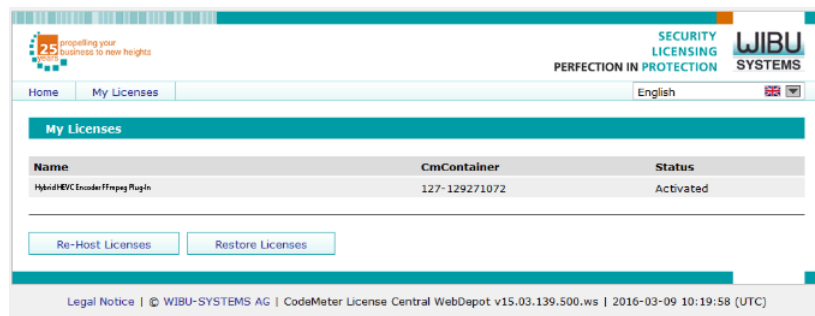 25 years propelling your
business to new heights
SECURITY
LICENSING
PERFECTION IN PROTECTION
WIBU
SYSTEMS
Home My Licenses English
My Licenses
Name CmContainer Status
Hybrid HEVC Encoder FFmpeg Plug-In 127-129271072 Activated
Re-Host Licenses Restore Licenses
Legal Notice | © WIBU-SYSTEMS AG | CodeMeter License Central WebDepot v15.03.139.500.ws | 2016-03-09 10:19:58 (UTC)